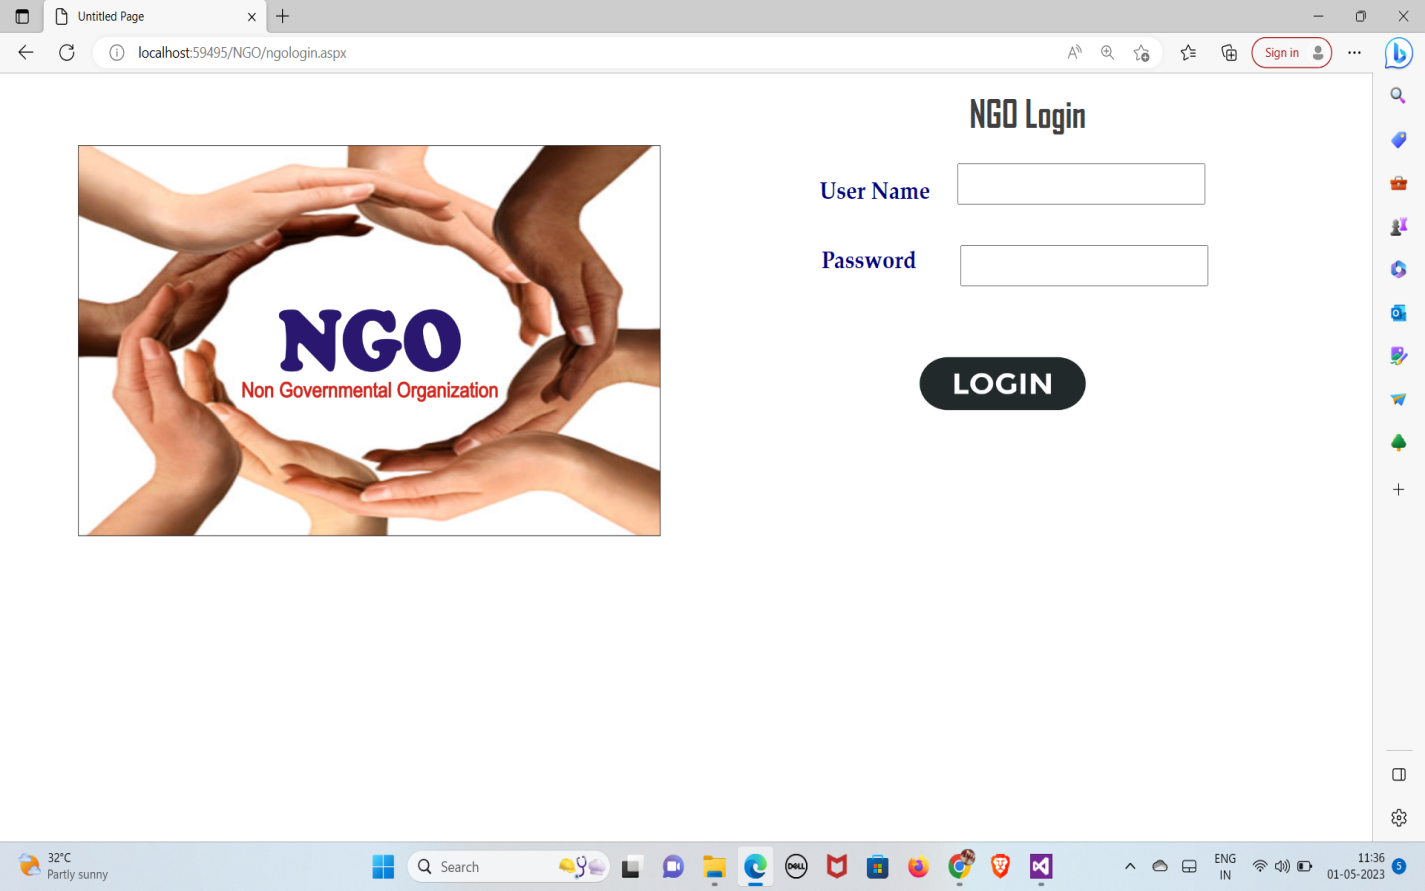 Untitled Page
localhost:59495/NGO/ngologin.aspx
Sign in
NGO Login
User Name
Password
LOGIN
NGO
Non Governmental Organization
32°C
Partly sunny
Search
DELL
ENG
IN
11:36
01-05-2023
5